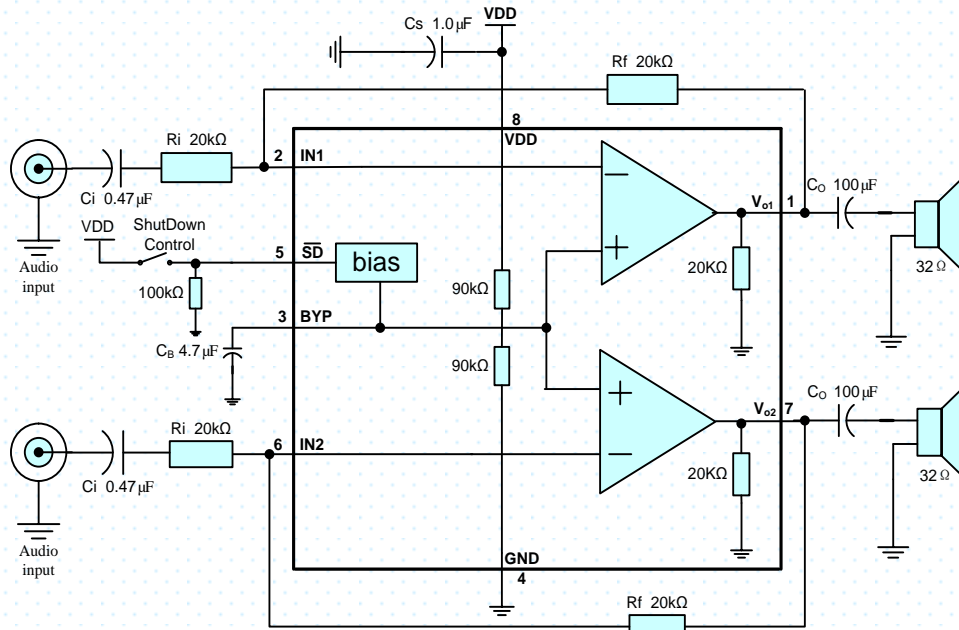 VDD
Cs 1.0μF
Rf 20kΩ
8
VDD
Ri 20kΩ
2 IN1
Ci 0.47μF
Vo1 1
CO 100μF
32Ω
Audio
input
VDD
ShutDown
Control
5 SD
bias
20KΩ
100kΩ
90kΩ
3 BYP
CB 4.7μF
90kΩ
Ri 20kΩ
6 IN2
Ci 0.47μF
Vo2 7
CO 100μF
20KΩ
32Ω
Audio
input
GND
4
Rf 20kΩ